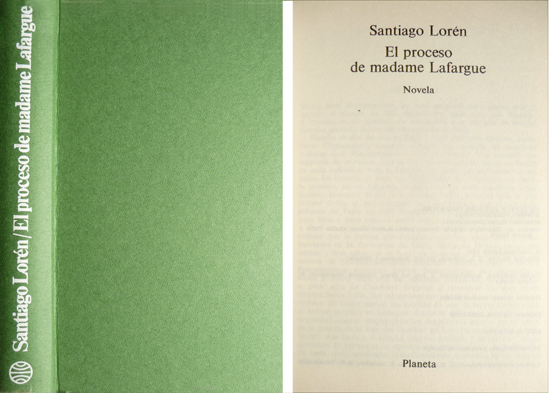 Santiago Lorén/El proceso de madame Lafargue
Santiago Lorén
El proceso
de madame Lafargue
Novela
Planeta